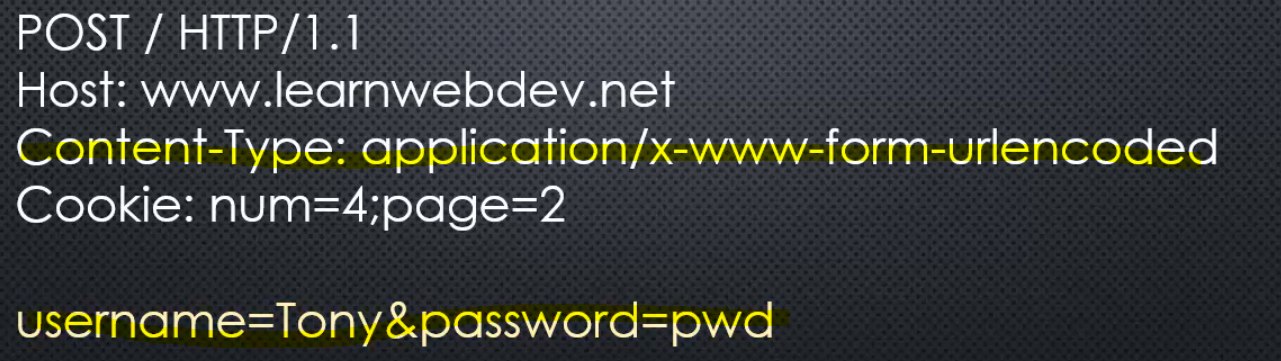 POST / HTTP/1.1
Host: www.learnwebdev.net
Content-Type: application/x-www-form-urlencoded
Cookie: num=4;page=2
username=Tony&password=pwd